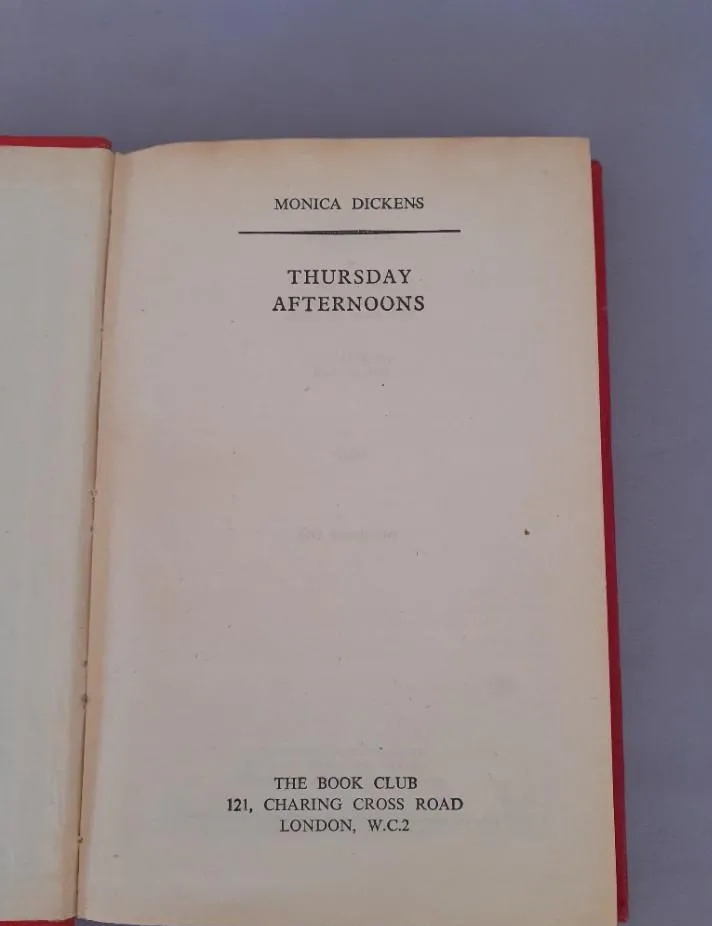 MONICA DICKENS
THURSDAY
AFTERNOONS
THE BOOK CLUB
121, CHARING CROSS ROAD
LONDON, W.C.2